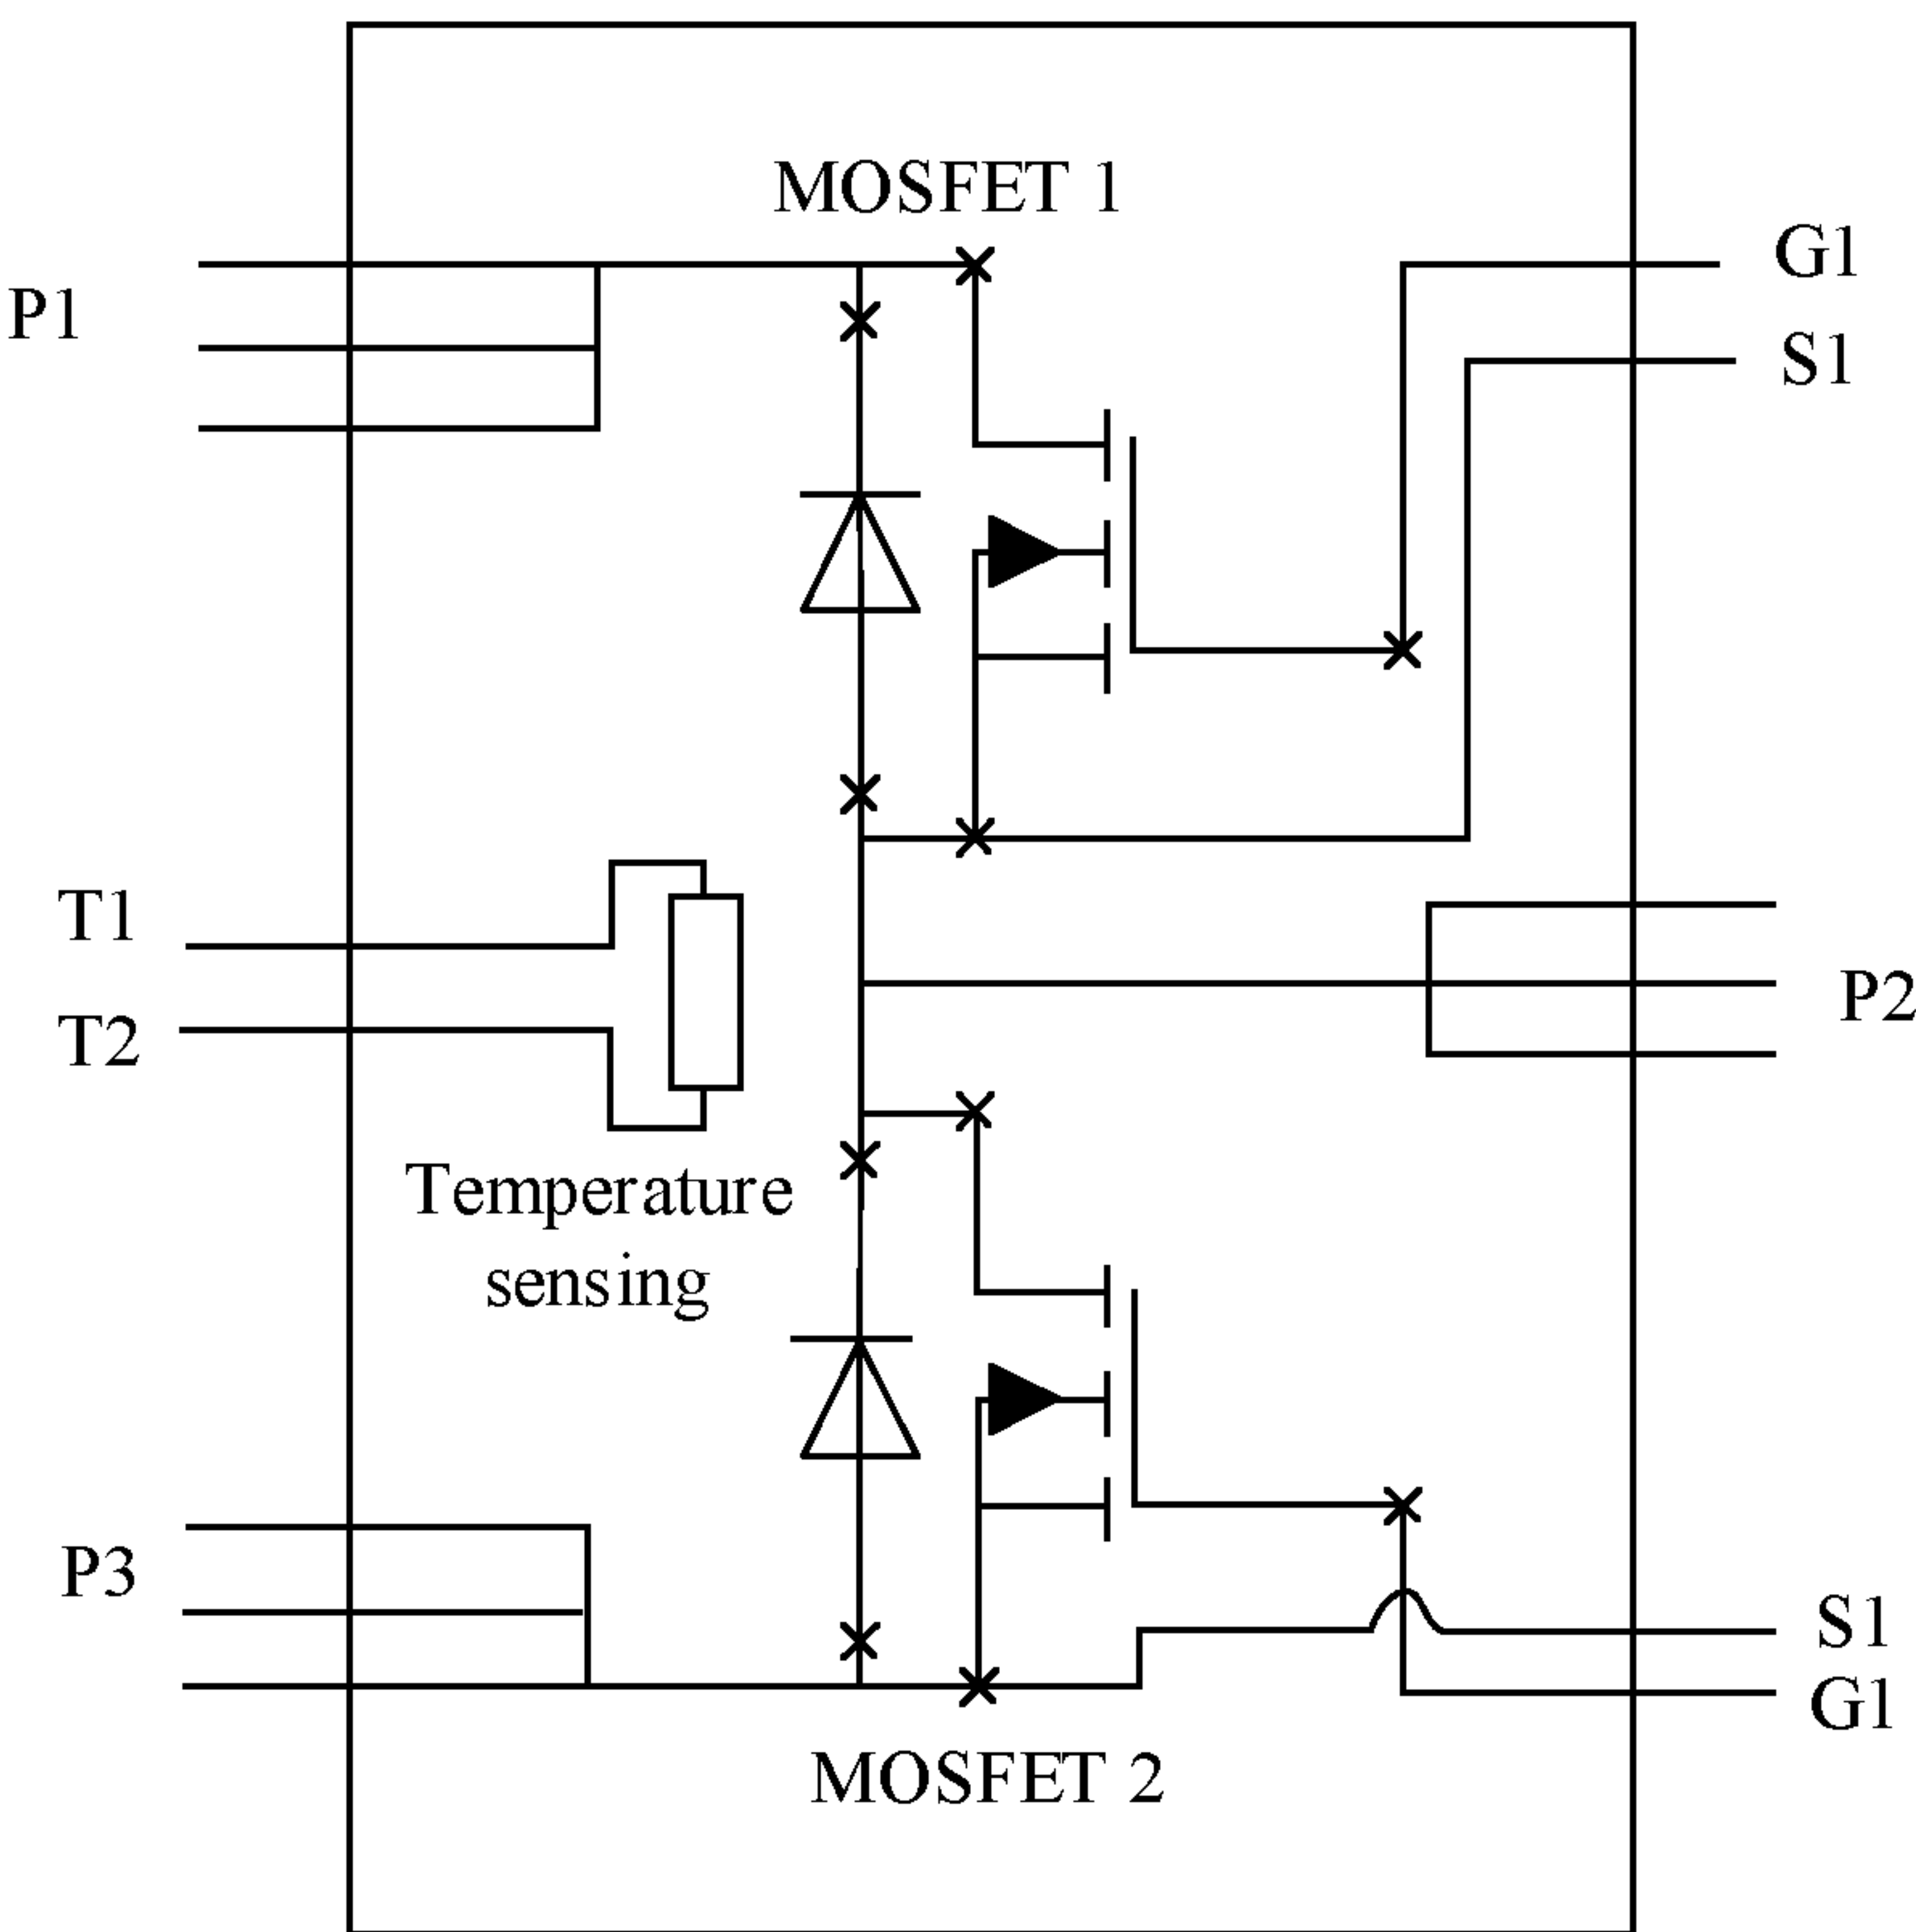 MOSFET 1
G1
P1
S1
T1
P2
T2
Temperature
sensing
P3
S1
G1
MOSFET 2